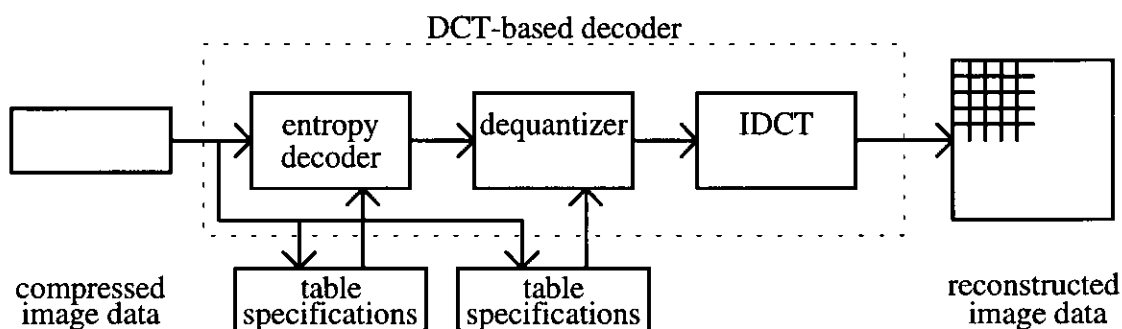 DCT-based decoder
entropy
decoder
dequantizer
IDCT
compressed
image data
table
specifications
table
specifications
reconstructed
image data